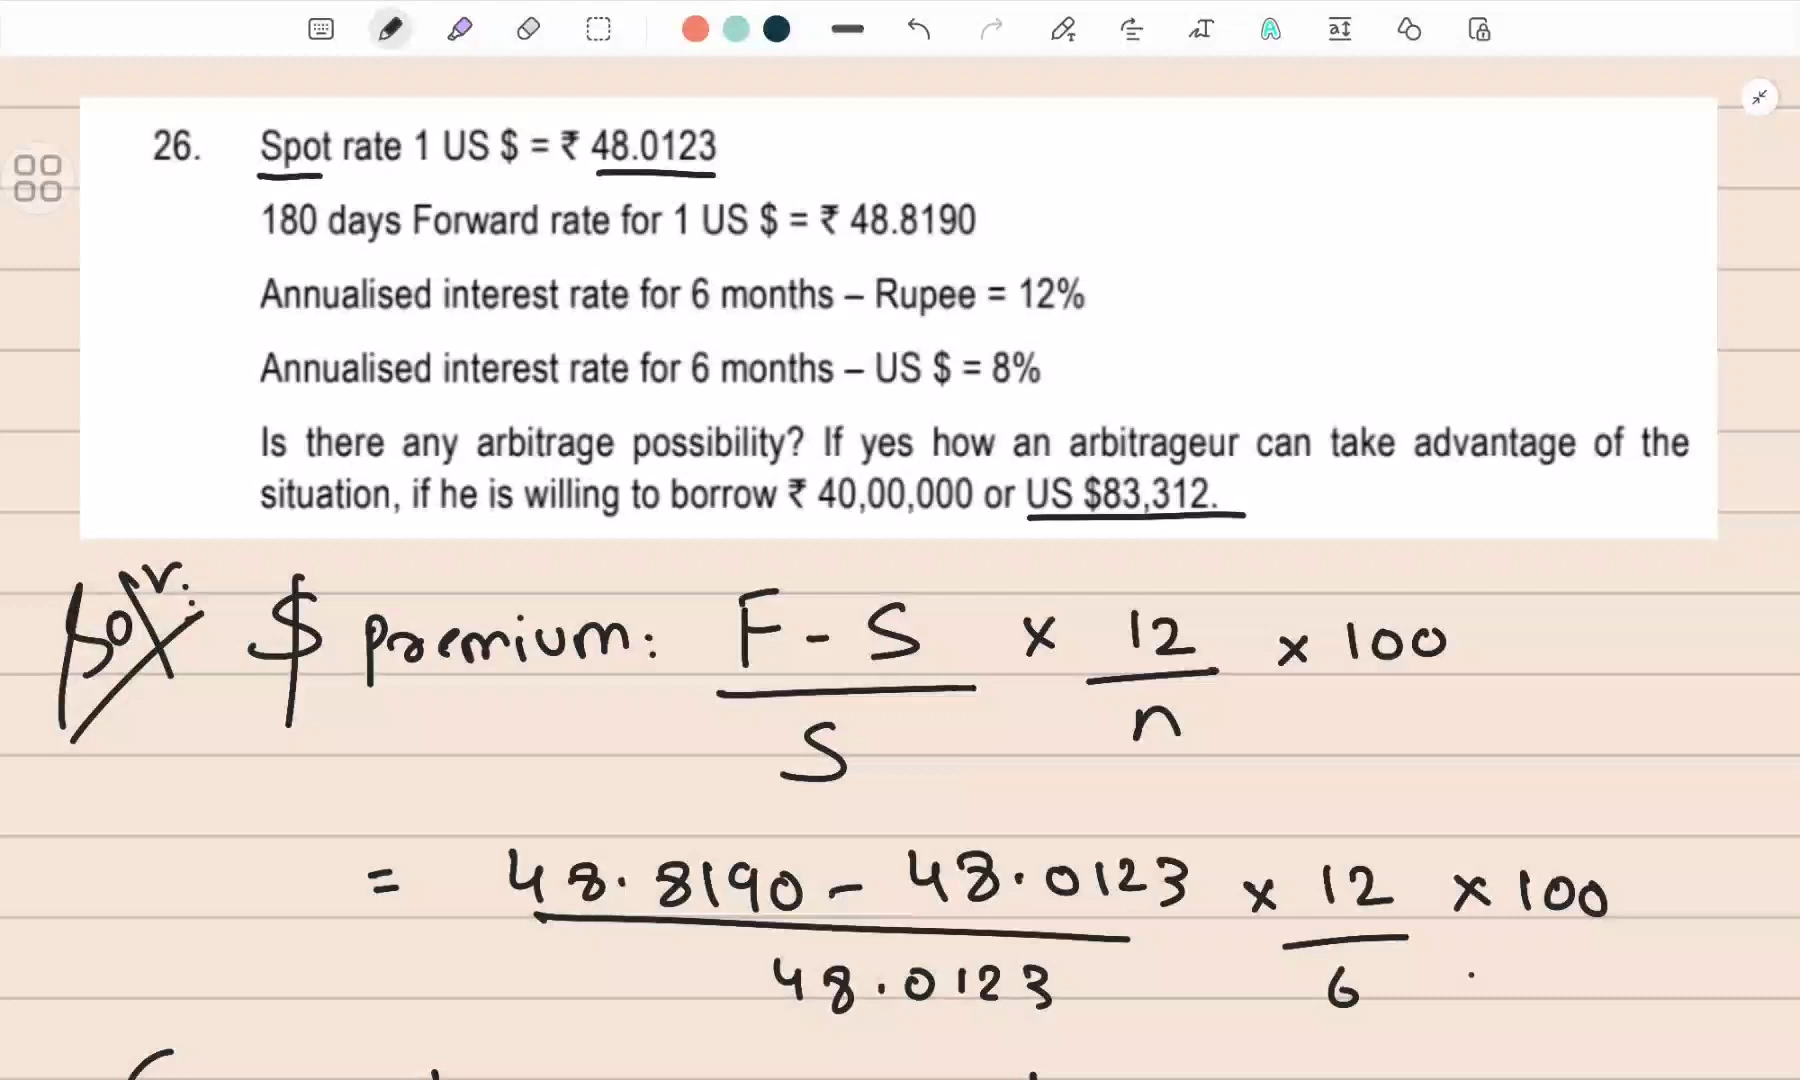 26. Spot rate 1 US $ = ₹ 48.0123
180 days Forward rate for 1 US $ = ₹ 48.8190
Annualised interest rate for 6 months – Rupee = 12%
Annualised interest rate for 6 months – US $ = 8%
Is there any arbitrage possibility? If yes how an arbitrageur can take advantage of the
situation, if he is willing to borrow ₹ 40,00,000 or US $83,312.
$ premium: F - S × 12 × 100
S n
= 48.8190 - 48.0123 × 12 × 100
48.0123 6